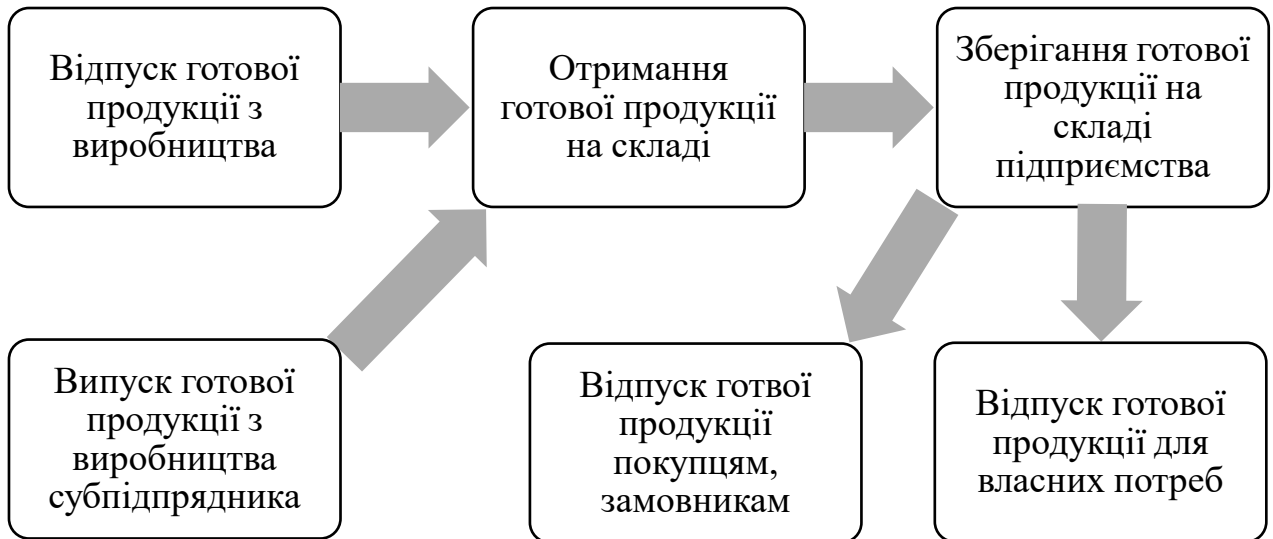 Відпуск готової
продукції з
виробництва
Отримання
готової продукції
на складі
Зберігання готової
продукції на
складі
підприємства
Випуск готової
продукції з
виробництва
субпідпрядника
Відпуск готвої
продукції
покупцям,
замовникам
Відпуск готової
продукції для
власних потреб